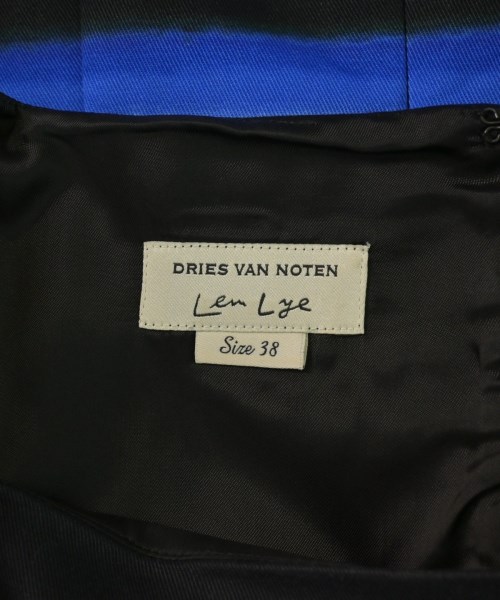 DRIES VAN NOTEN
Len Lye
Size 38